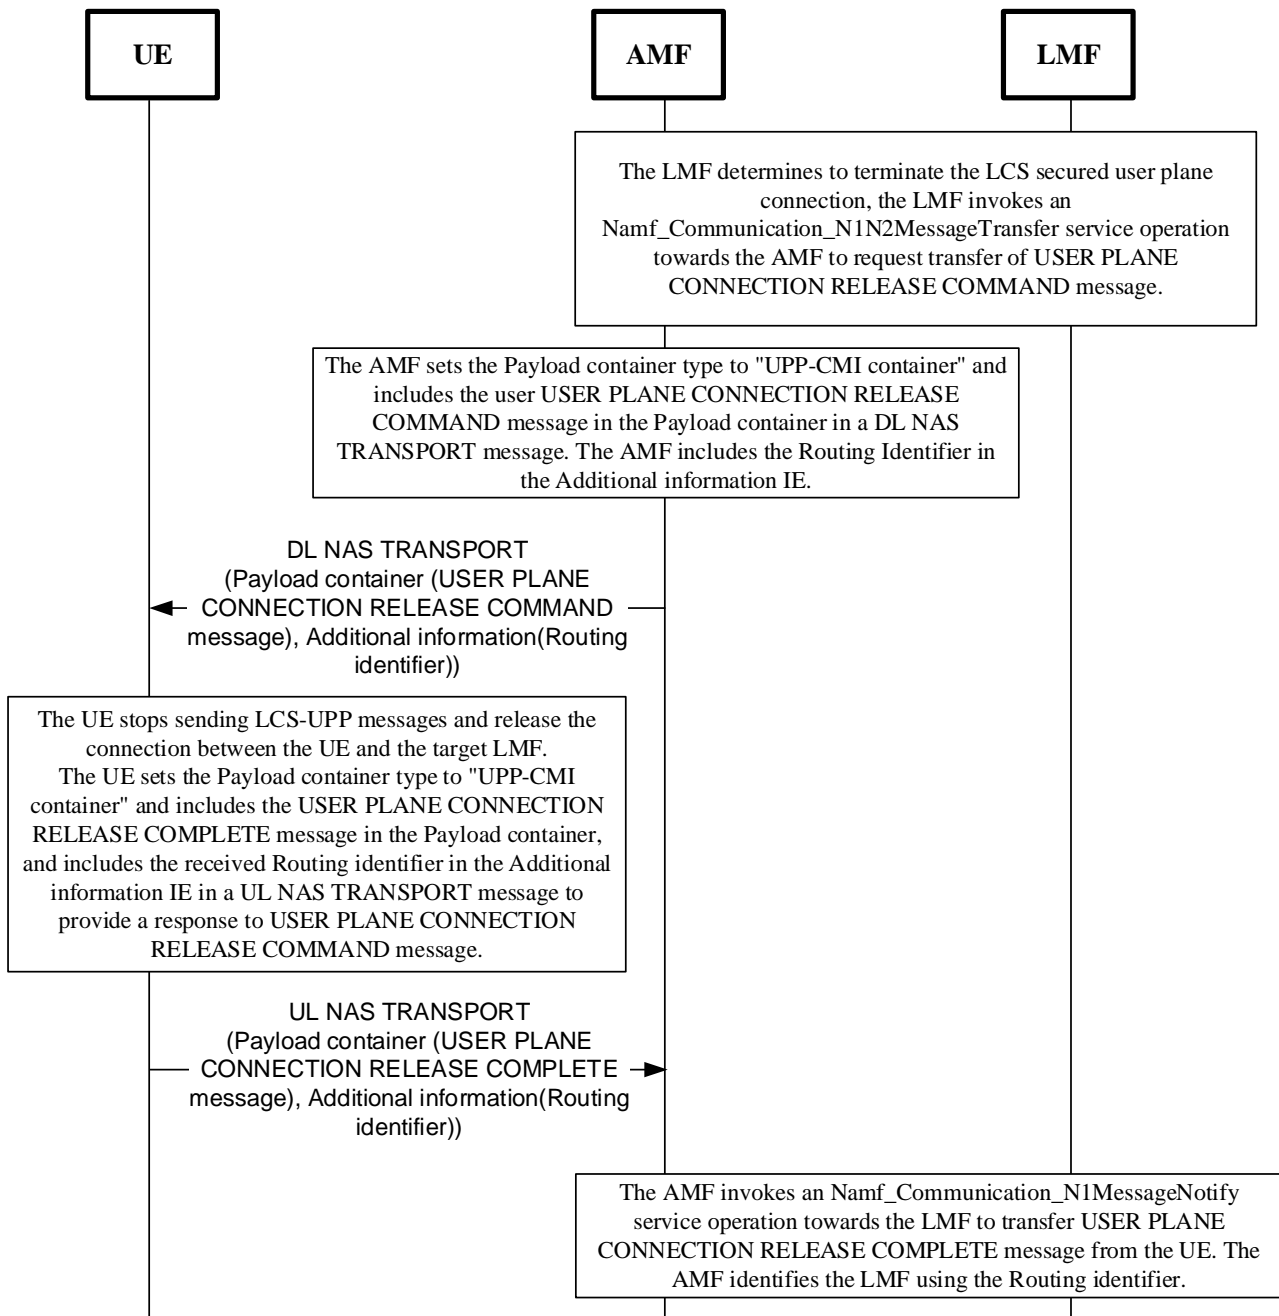 UE
AMF
LMF
The LMF determines to terminate the LCS secured user plane
connection, the LMF invokes an
Namf_Communication_N1N2MessageTransfer service operation
towards the AMF to request transfer of USER PLANE
CONNECTION RELEASE COMMAND message.
The AMF sets the Payload container type to "UPP-CMI container" and
includes the user USER PLANE CONNECTION RELEASE
COMMAND message in the Payload container in a DL NAS
TRANSPORT message. The AMF includes the Routing Identifier in
the Additional information IE.
DL NAS TRANSPORT
(Payload container (USER PLANE
CONNECTION RELEASE COMMAND
message), Additional information(Routing
identifier))
The UE stops sending LCS-UPP messages and release the
connection between the UE and the target LMF.
The UE sets the Payload container type to "UPP-CMI
container" and includes the USER PLANE CONNECTION
RELEASE COMPLETE message in the Payload container,
and includes the received Routing identifier in the Additional
information IE in a UL NAS TRANSPORT message to
provide a response to USER PLANE CONNECTION
RELEASE COMMAND message.
UL NAS TRANSPORT
(Payload container (USER PLANE
CONNECTION RELEASE COMPLETE
message), Additional information(Routing
identifier))
The AMF invokes an Namf_Communication_N1MessageNotify
service operation towards the LMF to transfer USER PLANE
CONNECTION RELEASE COMPLETE message from the UE. The
AMF identifies the LMF using the Routing identifier.